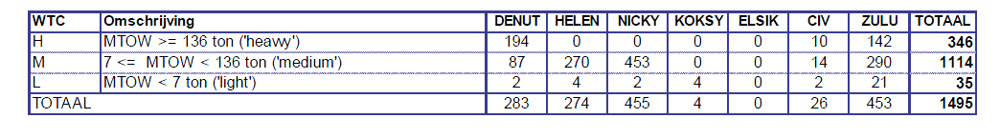 WTC Omschrijving DENUT HELEN NICKY KOKSY ELSIK CIV ZULU TOTAAL
H MTOW >= 136 ton ('heavy') 194 0 0 0 0 10 142 346
M 7 <= MTOW < 136 ton ('medium') 87 270 453 0 0 14 290 1114
L MTOW < 7 ton ('light') 2 4 2 4 0 2 21 35
TOTAAL 283 274 455 4 0 26 453 1495